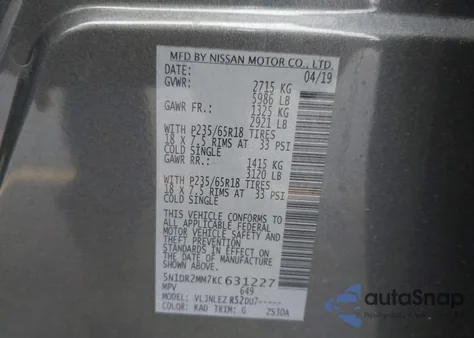 MFD BY NISSAN MOTOR CO., LTD.
DATE: 04/19
GVWR: 2715 KG
5986 LB
GAWR FR.: 1325 KG
2921 LB
WITH P235/65R18 TIRES
18 X 7.5 RIMS AT 33 PSI
COLD SINGLE
GAWR RR.: 1415 KG
3120 LB
WITH P235/65R18 TIRES
18 X 7.5 RIMS AT 33 PSI
COLD SINGLE
THIS VEHICLE CONFORMS TO
ALL APPLICABLE FEDERAL
MOTOR VEHICLE SAFETY AND
THEFT PREVENTION
STANDARDS IN EFFECT ON
THE DATE OF MANUFACTURE
SHOWN ABOVE.
5N1DR2MM7KC631227
MPV 649
MODEL: VLJNLEZ R52DU7-----
COLOR: KAD TRIM: G 2530A
autoSnap